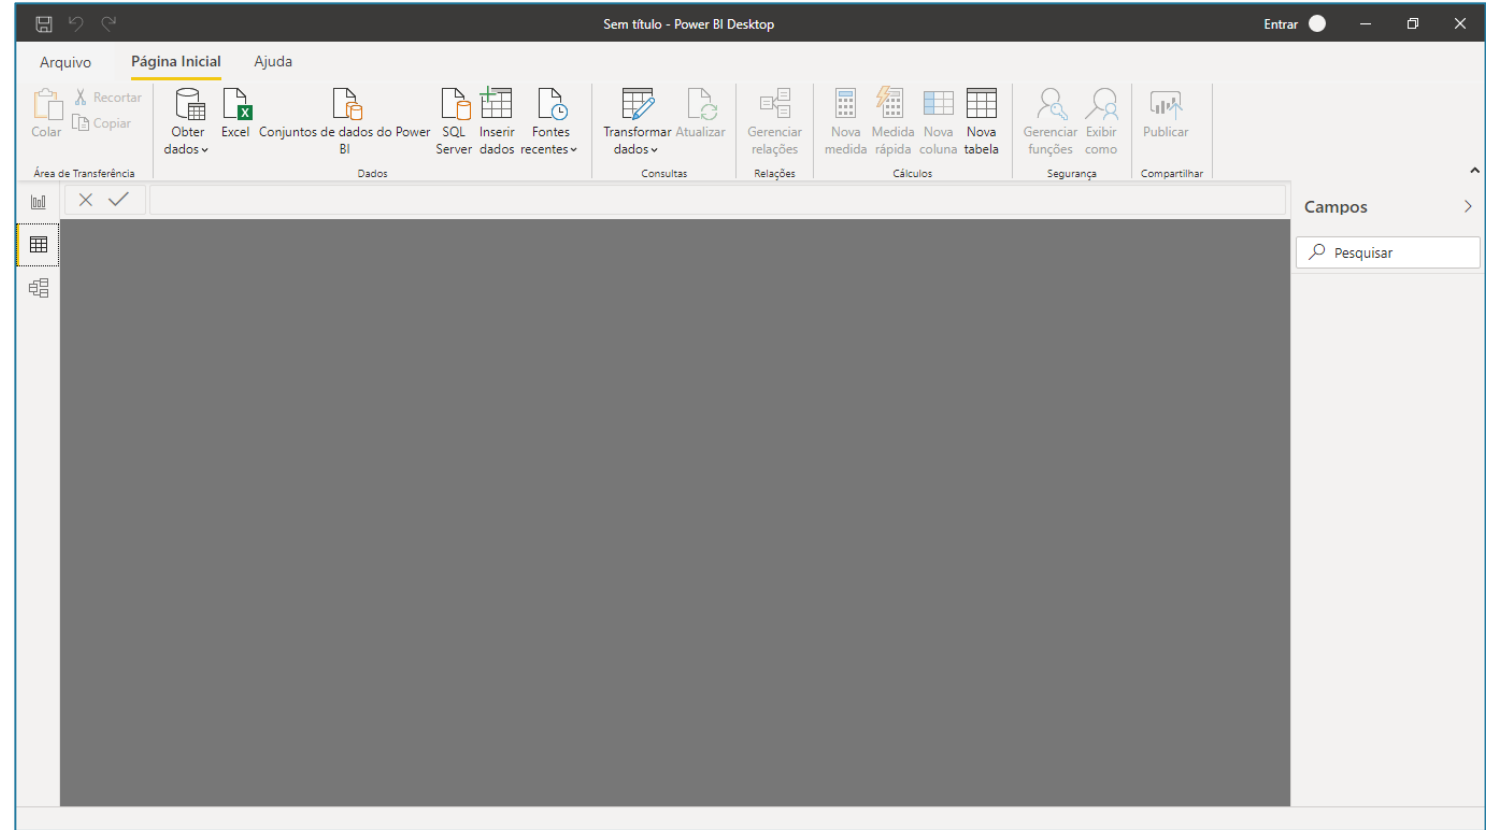 Sem título - Power BI Desktop
Entrar
Arquivo
Página Inicial
Ajuda
Colar
Recortar
Copiar
Área de Transferência
Obter
dados
Excel
Conjuntos de dados do Power
BI
SQL
Server
Inserir
dados
Fontes
recentes
Dados
Transformar
dados
Atualizar
Consultas
Gerenciar
relações
Relações
Nova
medida
Medida
rápida
Nova
coluna
Nova
tabela
Cálculos
Gerenciar
funções
Exibir
como
Segurança
Publicar
Compartilhar
Campos
Pesquisar